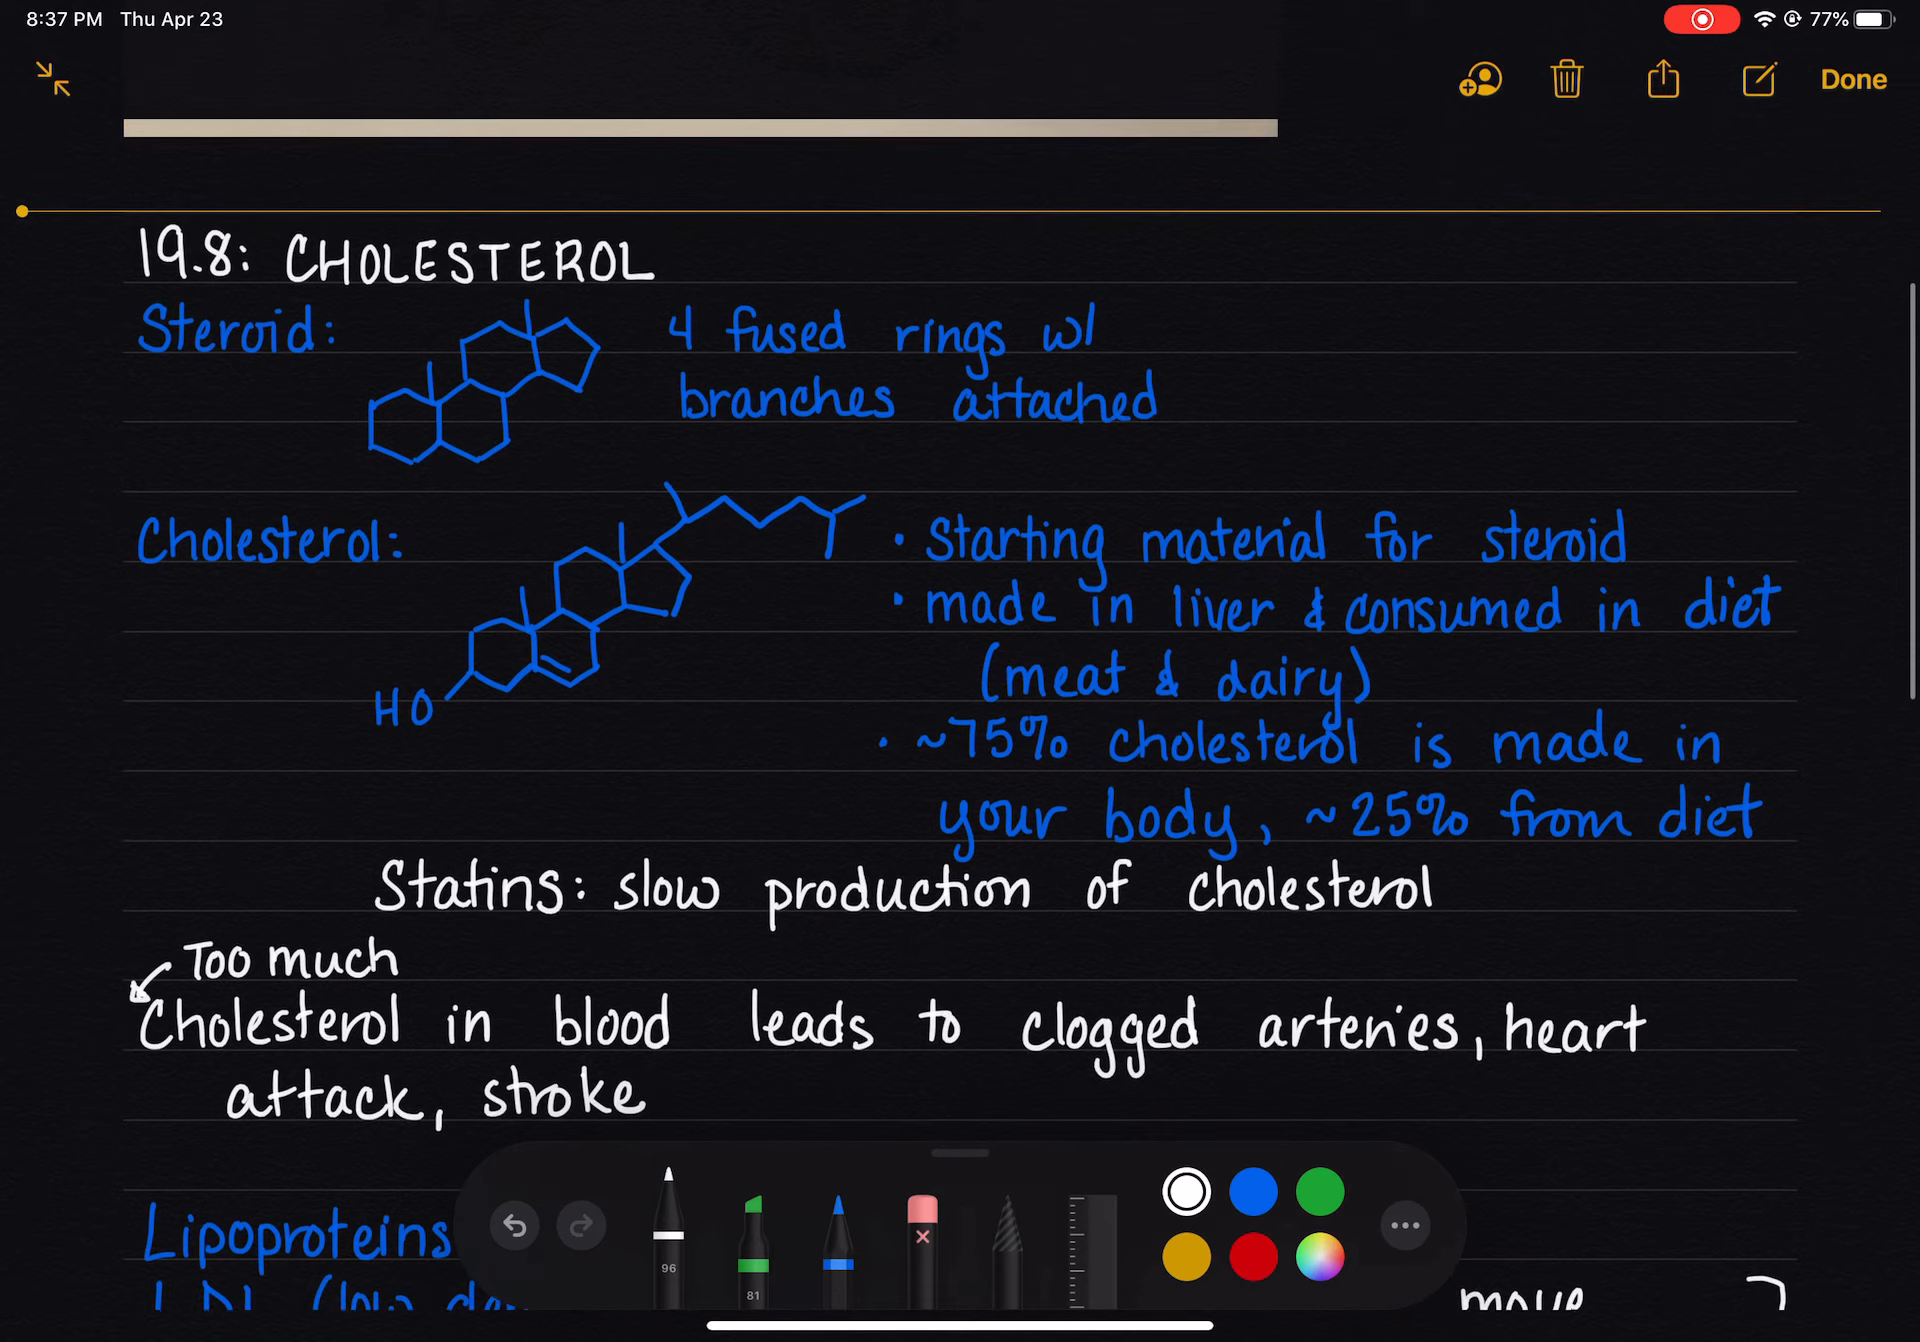 8:37 PM Thu Apr 23
77%
Done
19.8: CHOLESTEROL
Steroid:
4 fused rings w/
branches attached
Cholesterol:
HO
• Starting material for steroid
• made in liver & consumed in diet
(meat & dairy)
• ~75% cholesterol is made in
your body, ~25% from diet
Statins: slow production of cholesterol
Too much
Cholesterol in blood leads to clogged arteries, heart
attack, stroke
Lipoproteins
LDL (low
move
96
81